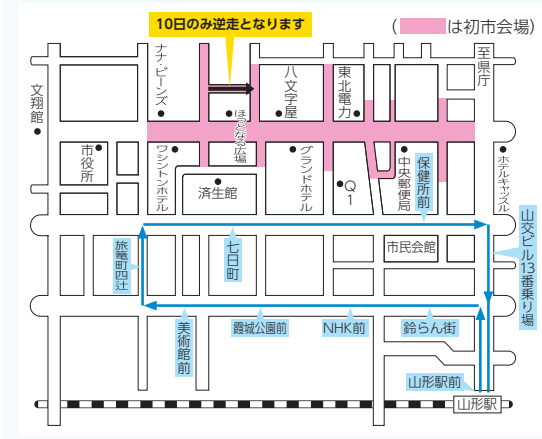 10日のみ逆走となります
(　　は初市会場)
至県庁
ナナ・ビーンズ
八文字屋
東北電力
文翔館
ほっとなる広場
市役所
ワシントンホテル
済生館
グランドホテル
Q1
中央郵便局
保健所前
ホテルキャッスル
旅篭町四辻
七日町
市民会館
山交ビル13番乗り場
美術館前
霞城公園前
NHK前
鈴らん街
山形駅前
山形駅